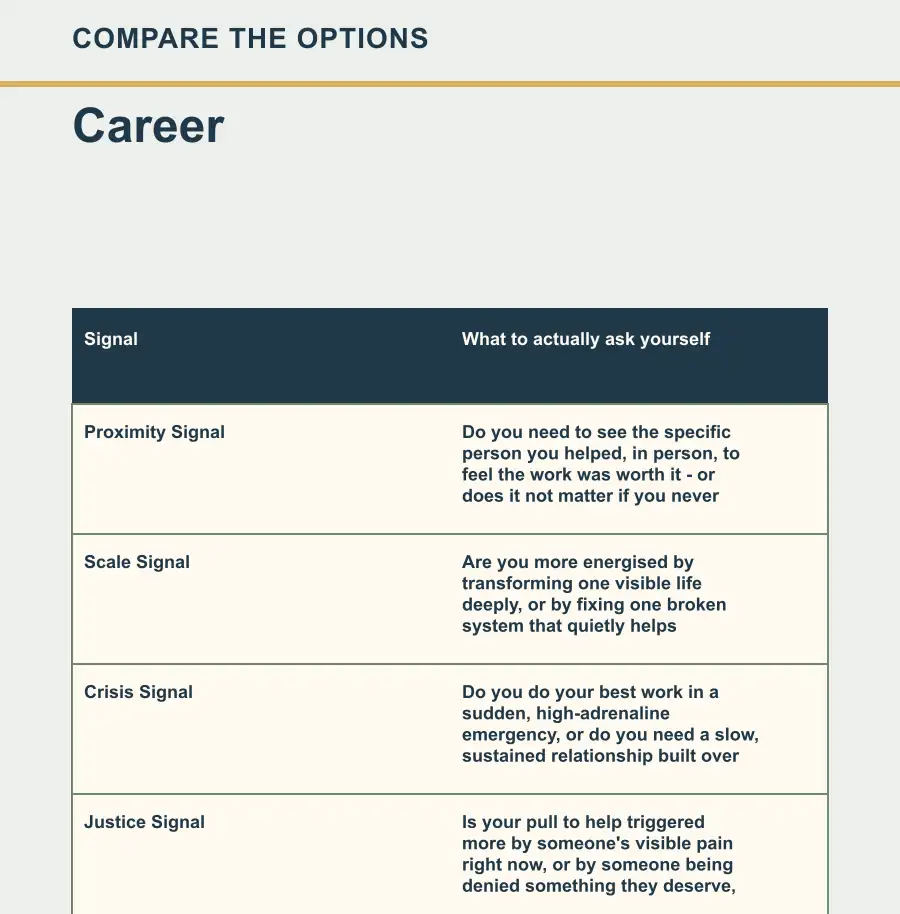 COMPARE THE OPTIONS
Career
Signal
What to actually ask yourself
Proximity Signal
Do you need to see the specific
person you helped, in person, to
feel the work was worth it - or
does it not matter if you never
Scale Signal
Are you more energised by
transforming one visible life
deeply, or by fixing one broken
system that quietly helps
Crisis Signal
Do you do your best work in a
sudden, high-adrenaline
emergency, or do you need a slow,
sustained relationship built over
Justice Signal
Is your pull to help triggered
more by someone's visible pain
right now, or by someone being
denied something they deserve,